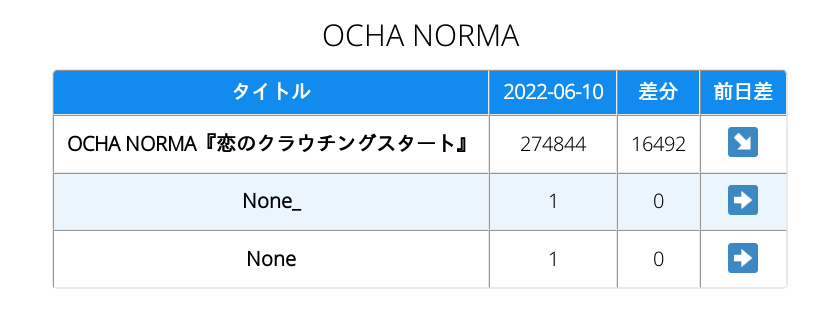 OCHA NORMA
タイトル 2022-06-10 差分 前日差
OCHA NORMA『恋のクラウチングスタート』 274844 16492 ↘
None_ 1 0 ➡
None 1 0 ➡